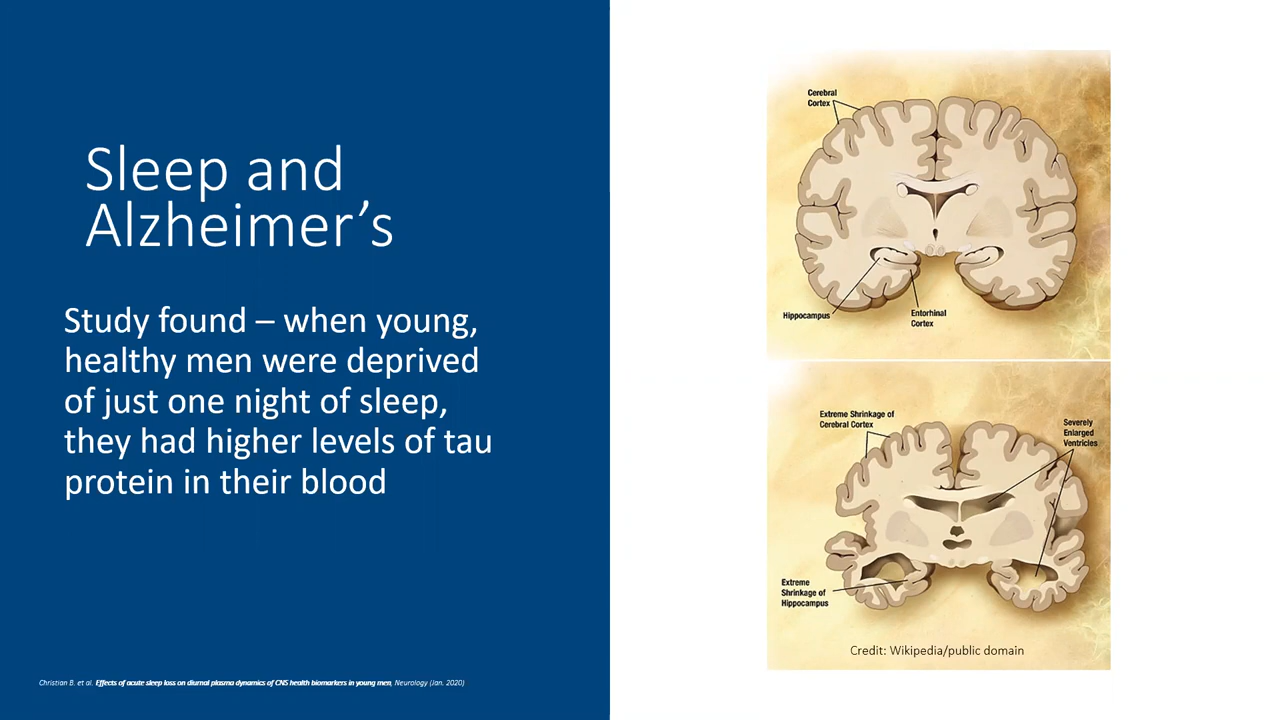 Sleep and
Alzheimer’s
Study found – when young,
healthy men were deprived
of just one night of sleep,
they had higher levels of tau
protein in their blood
Christian B. et al. Effects of acute sleep loss on diurnal plasma dynamics of CNS health biomarkers in young men, Neurology (Jan. 2020)
Cerebral
Cortex
Hippocampus
Entorhinal
Cortex
Extreme Shrinkage of
Cerebral Cortex
Severely
Enlarged
Ventricles
Extreme
Shrinkage of
Hippocampus
Credit: Wikipedia/public domain